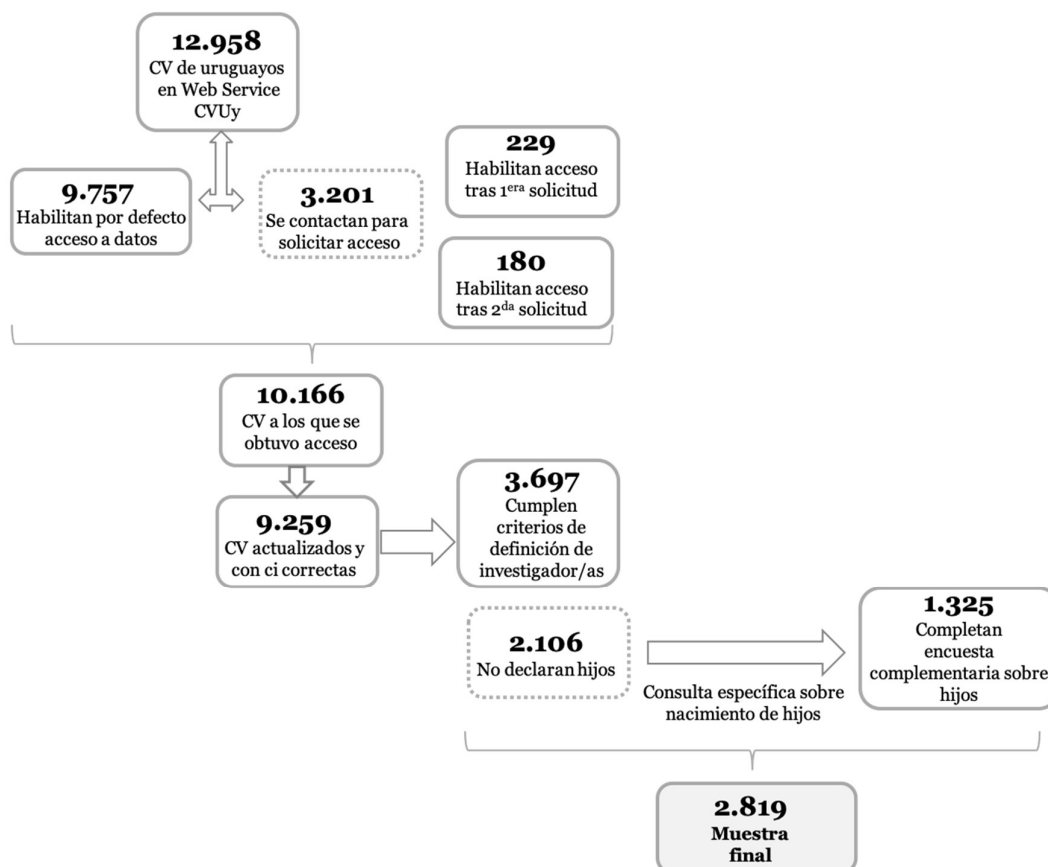 12.958
CV de uruguayos
en Web Service
CVUy
9.757
Habilitan por defecto
acceso a datos
3.201
Se contactan para
solicitar acceso
229
Habilitan acceso
tras 1era solicitud
180
Habilitan acceso
tras 2da solicitud
10.166
CV a los que se
obtuvo acceso
9.259
CV actualizados y
con ci correctas
3.697
Cumplen
criterios de
definición de
investigador/as
2.106
No declaran hijos
Consulta específica sobre
nacimiento de hijos
1.325
Completan
encuesta
complementaria sobre
hijos
2.819
Muestra
final